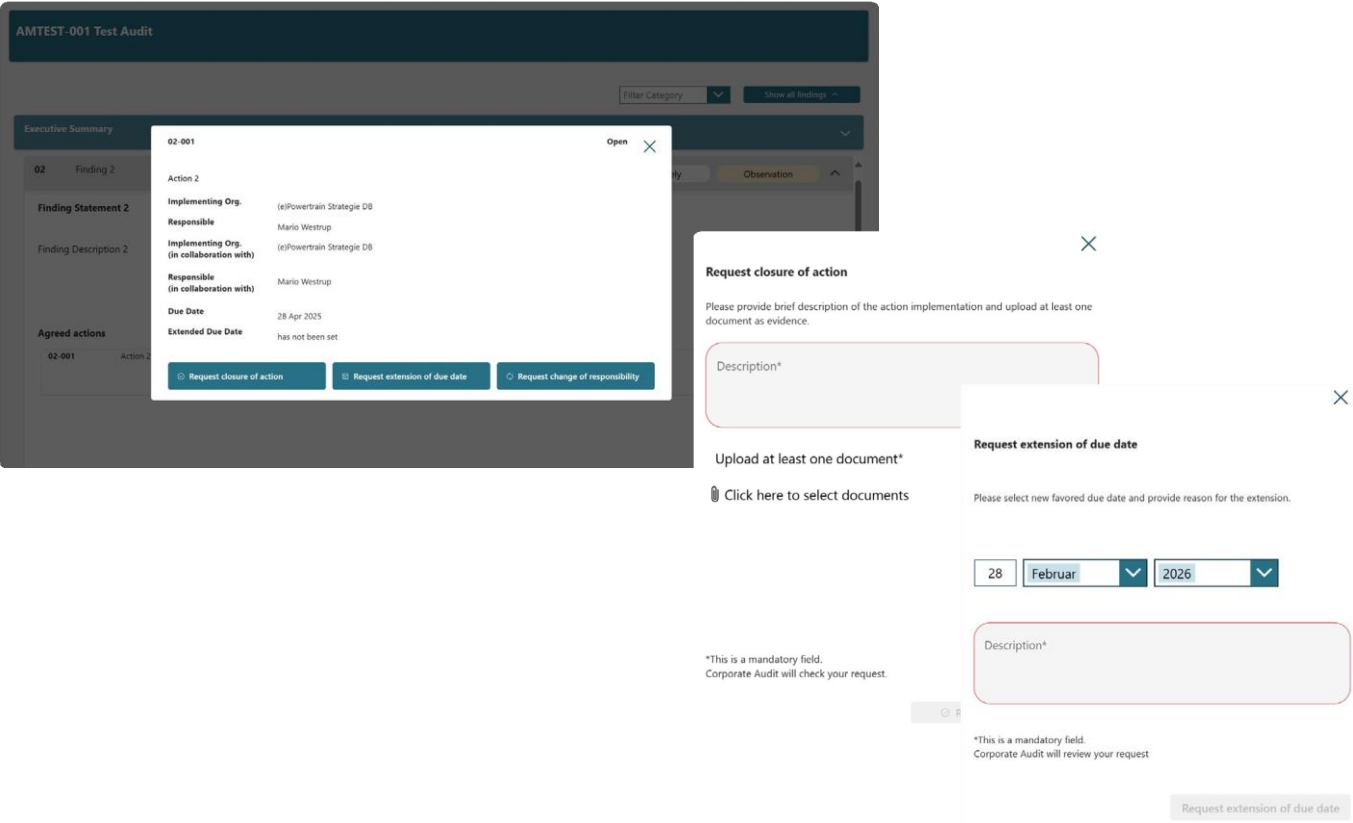 AMTEST-001 Test Audit
Filter Category
Show all findings
Executive Summary
02-001
Open
02 Finding 2
Observation
Action 2
Finding Statement 2
Implementing Org. (e)Powertrain Strategie DB
Responsible Mario Westrup
Finding Description 2
Implementing Org.
(in collaboration with) (e)Powertrain Strategie DB
Responsible
(in collaboration with) Mario Westrup
Due Date 28 Apr 2025
Extended Due Date has not been set
Agreed actions
02-001 Action 2
Request closure of action
Request extension of due date
Request change of responsibility
Request closure of action
Please provide brief description of the action implementation and upload at least one
document as evidence.
Description*
Upload at least one document*
Click here to select documents
*This is a mandatory field.
Corporate Audit will check your request.
Request extension of due date
Please select new favored due date and provide reason for the extension.
28 Februar 2026
Description*
*This is a mandatory field.
Corporate Audit will review your request
Request extension of due date